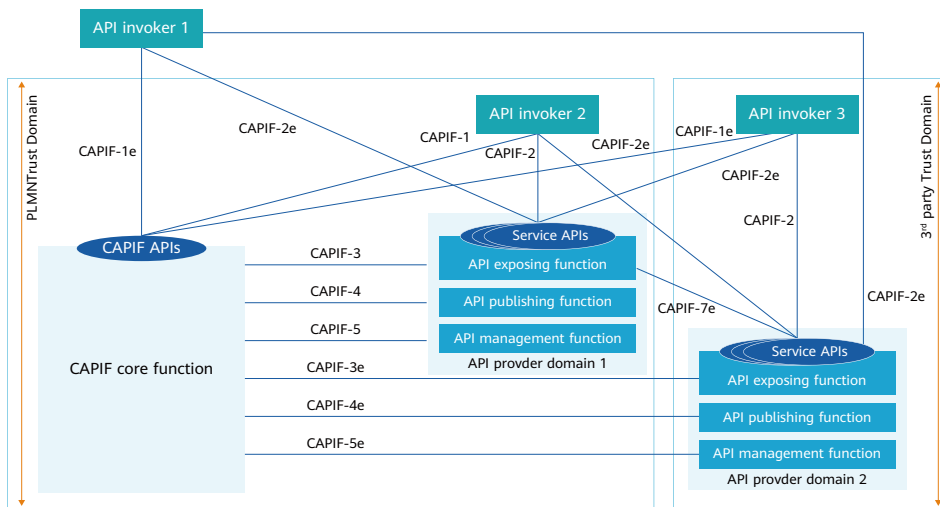 API invoker 1
PLMNTrust Domain
3rd party Trust Domain
API invoker 2
API invoker 3
CAPIF-2e
CAPIF-1
CAPIF-1e
CAPIF-2e
CAPIF-1e
CAPIF-2
CAPIF-2e
CAPIF-2
CAPIF APIs
Service APIs
CAPIF-3
API exposing function
CAPIF-4
API publishing function
CAPIF-7e
CAPIF-2e
CAPIF-5
API management function
CAPIF core function
API provder domain 1
Service APIs
CAPIF-3e
API exposing function
CAPIF-4e
API publishing function
CAPIF-5e
API management function
API provder domain 2